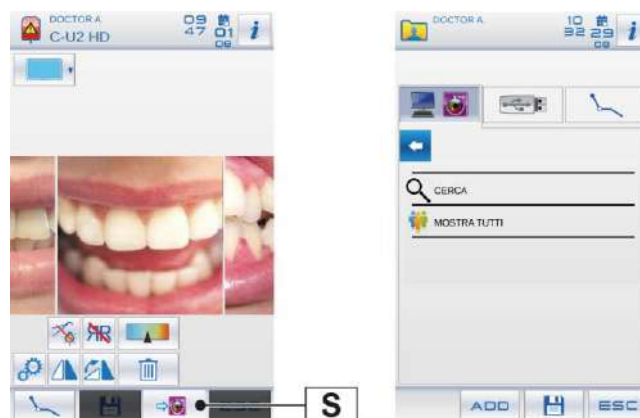 DOCTOR A.
C-U2 HD
09
47 01
08
i
S
DOCTOR A.
10
32 29
08
i
CERCA
MOSTRA TUTTI
ADD
ESC